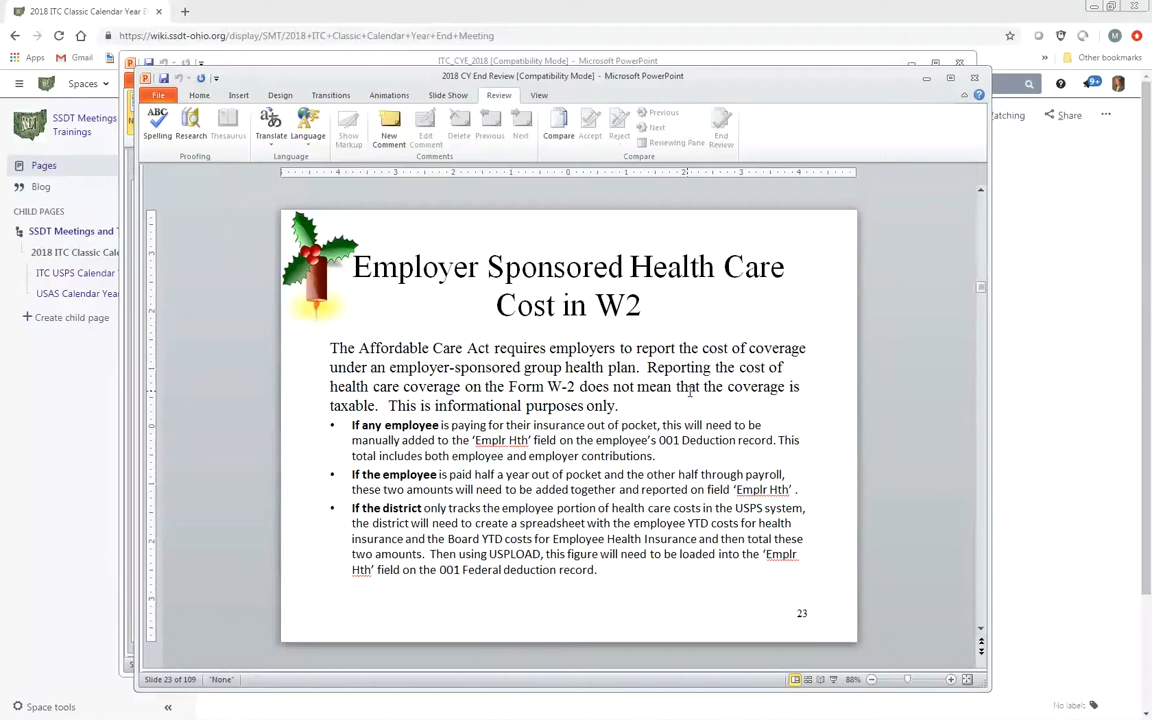 2018 ITC Classic Calendar Year E
https://wiki.ssdt-ohio.org/display/SMT/2018+ITC+Classic+Calendar+Year+End+Meeting
M
Apps
Gmail
Other bookmarks
ITC_CYE_2018 [Compatibility Mode] - Microsoft PowerPoint
2018 CY End Review [Compatibility Mode] - Microsoft PowerPoint
Spaces
9+
File
Home
Insert
Design
Transitions
Animations
Slide Show
Review
View
ABC
Spelling
Research
Thesaurus
Translate
Language
Show Markup
New Comment
Edit Comment
Delete
Previous
Next
Compare
Accept
Reject
Previous
Next
Reviewing Pane
End Review
Proofing
Language
Comments
Compare
SSDT Meetings
Trainings
atching
Share
Pages
Blog
CHILD PAGES
SSDT Meetings and T
2018 ITC Classic Cale
ITC USPS Calendar
USAS Calendar Year
Create child page
Employer Sponsored Health Care
Cost in W2
The Affordable Care Act requires employers to report the cost of coverage
under an employer-sponsored group health plan. Reporting the cost of
health care coverage on the Form W-2 does not mean that the coverage is
taxable. This is informational purposes only.
• If any employee is paying for their insurance out of pocket, this will need to be
manually added to the 'Emplr Hth' field on the employee's 001 Deduction record. This
total includes both employee and employer contributions.
• If the employee is paid half a year out of pocket and the other half through payroll,
these two amounts will need to be added together and reported on field 'Emplr Hth' .
• If the district only tracks the employee portion of health care costs in the USPS system,
the district will need to create a spreadsheet with the employee YTD costs for health
insurance and the Board YTD costs for Employee Health Insurance and then total these
two amounts. Then using USPLOAD, this figure will need to be loaded into the 'Emplr
Hth' field on the 001 Federal deduction record.
23
Slide 23 of 109
"None"
88%
Space tools
No labels